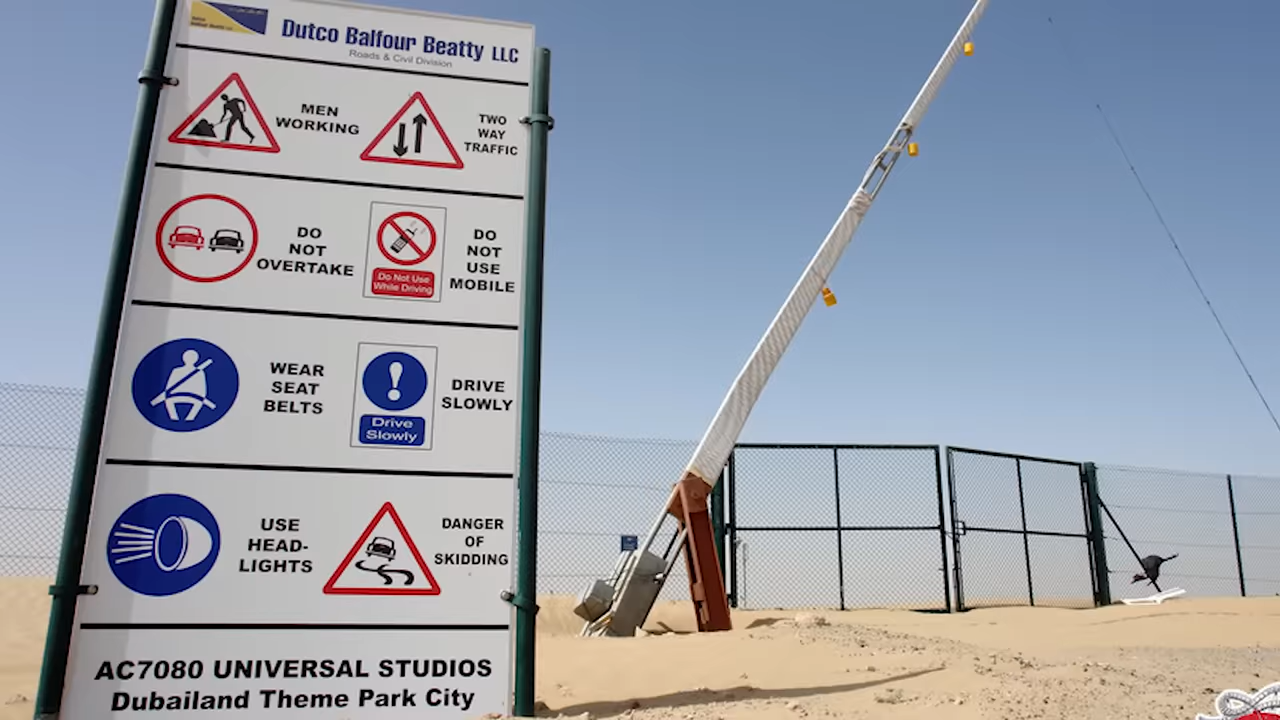 Dutco Balfour Beatty LLC
Roads & Civil Division
MEN
WORKING
TWO
WAY
TRAFFIC
DO
NOT
OVERTAKE
Do Not Use
While Driving
DO
NOT
USE
MOBILE
WEAR
SEAT
BELTS
Drive
Slowly
DRIVE
SLOWLY
USE
HEAD-
LIGHTS
DANGER
OF
SKIDDING
AC7080 UNIVERSAL STUDIOS
Dubailand Theme Park City